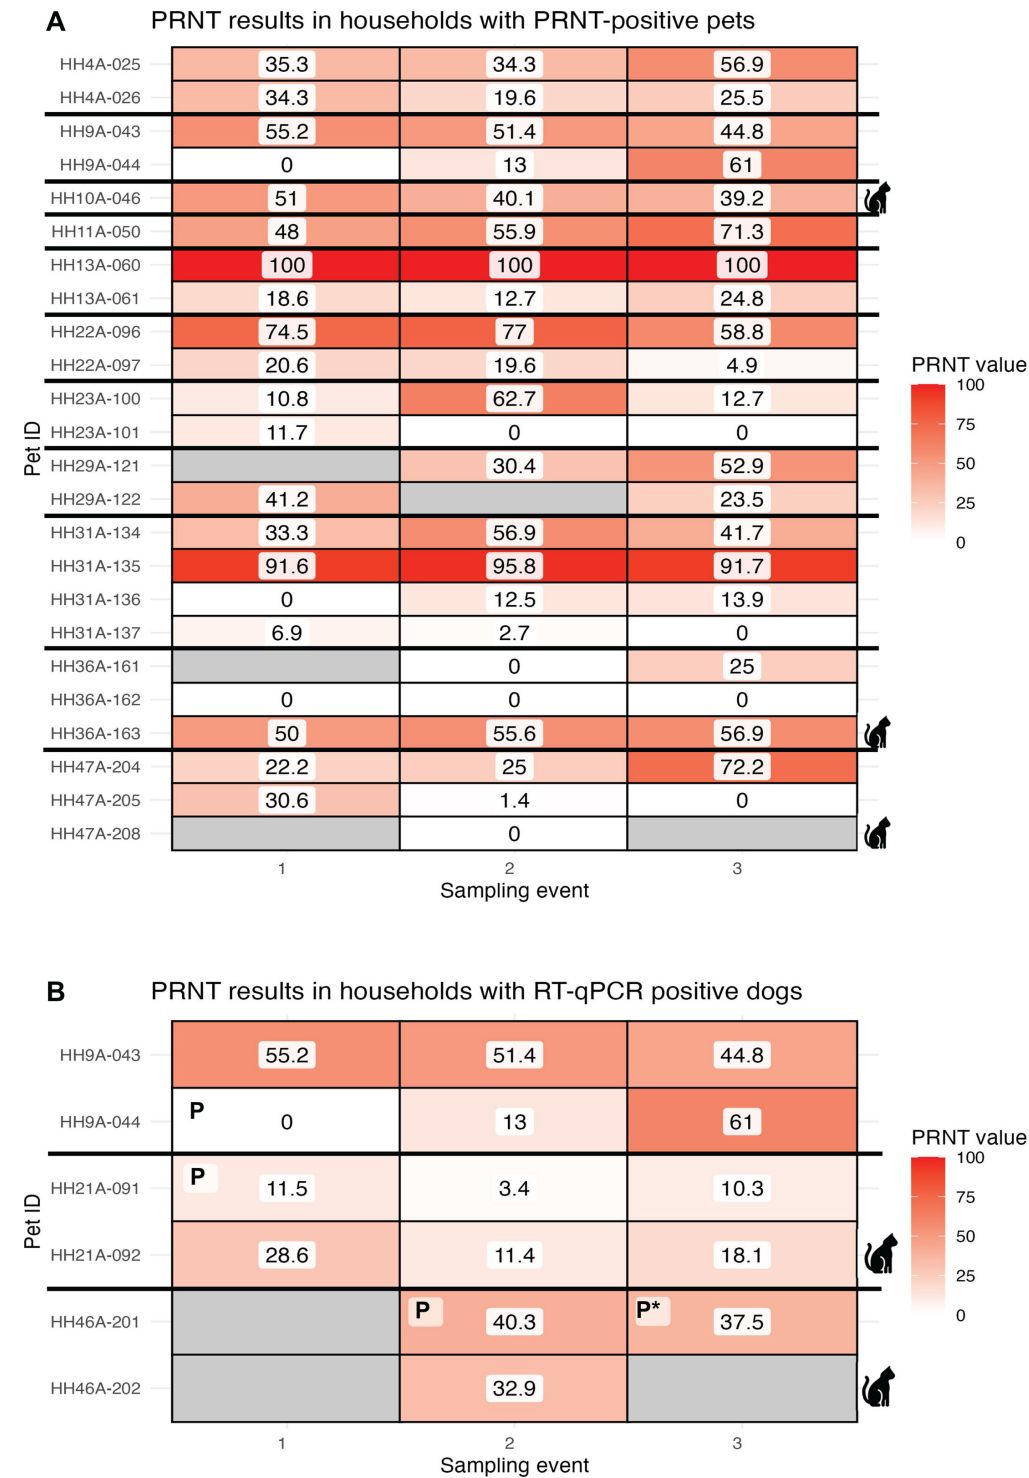 A PRNT results in households with PRNT-positive pets
HH4A-025 35.3 34.3 56.9
HH4A-026 34.3 19.6 25.5
HH9A-043 55.2 51.4 44.8
HH9A-044 0 13 61
HH10A-046 51 40.1 39.2
HH11A-050 48 55.9 71.3
HH13A-060 100 100 100
HH13A-061 18.6 12.7 24.8
HH22A-096 74.5 77 58.8
HH22A-097 20.6 19.6 4.9
HH23A-100 10.8 62.7 12.7
HH23A-101 11.7 0 0
HH29A-121 30.4 52.9
HH29A-122 41.2 23.5
HH31A-134 33.3 56.9 41.7
HH31A-135 91.6 95.8 91.7
HH31A-136 0 12.5 13.9
HH31A-137 6.9 2.7 0
HH36A-161 0 25
HH36A-162 0 0 0
HH36A-163 50 55.6 56.9
HH47A-204 22.2 25 72.2
HH47A-205 30.6 1.4 0
HH47A-208 0
1 2 3
Sampling event
Pet ID
PRNT value
100
75
50
25
0
B PRNT results in households with RT-qPCR positive dogs
HH9A-043 55.2 51.4 44.8
HH9A-044 P 0 13 61
HH21A-091 P 11.5 3.4 10.3
HH21A-092 28.6 11.4 18.1
HH46A-201 P 40.3 P* 37.5
HH46A-202 32.9
1 2 3
Sampling event
Pet ID
PRNT value
100
75
50
25
0